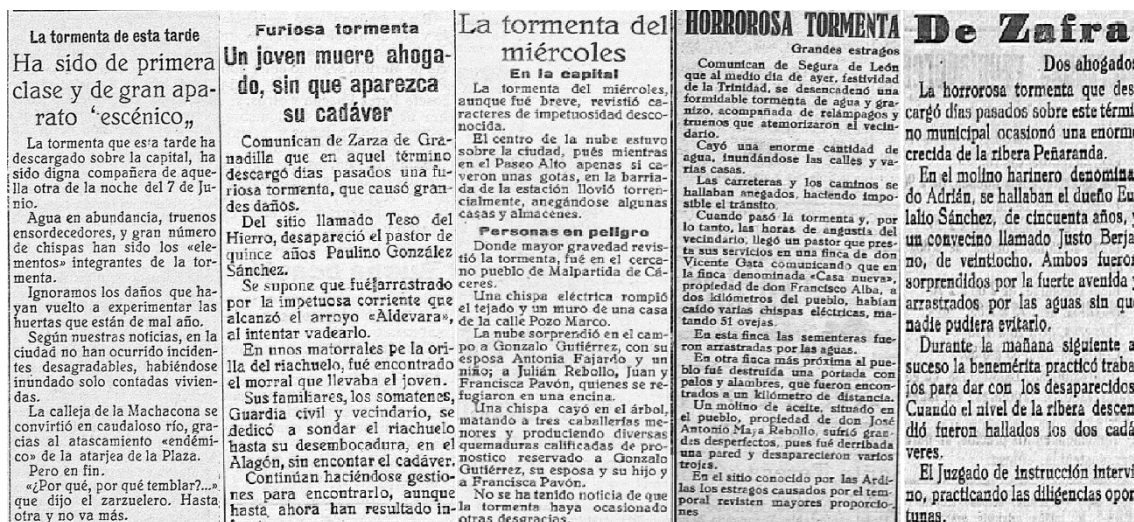 La tormenta de esta tarde
Ha sido de primera
clase y de gran apa-
rato ‘escénico„
La tormenta que esta tarde ha
descargado sobre la capital, ha
sido digna compañera de aque-
lla otra de la noche del 7 de Ju-
nio.
Agua en abundancia, truenos
ensordecedores, y gran número
de chispas han sido los «ele-
mentos» integrantes de la tor-
menta.
Ignoramos los daños que ha-
yan vuelto a experimentar las
huertas que están de mal año.
Según nuestras noticias, en la
ciudad no han ocurrido inciden-
tes desagradables, habiéndose
inundado solo contadas vivien-
das.
La calleja de la Machacona se
convirtió en caudaloso río, gra-
cias al atascamiento «endémi-
co» de la atarjea de la Plaza.
Pero en fin.
«¿Por qué, por qué temblar?...»
que dijo el zarzuelero. Hasta
otra y no va más.
Furiosa tormenta
Un joven muere ahoga-
do, sin que aparezca
su cadáver
Comunican de Zarza de Gra-
nadilla que en aquel término
descargó días pasados una fu-
riosa tormenta, que causó gran-
des daños.
Del sitio llamado Teso del
Hierro, desapareció el pastor de
quince años Paulino González
Sánchez.
Se supone que fué arrastrado
por la impetuosa corriente que
alcanzó el arroyo «Aldevara»,
al intentar vadearlo.
En unos matorrales pe la ori-
lla del riachuelo, fué encontrado
el morral que llevaba el joven.
Sus familiares, los somatenes,
Guardia civil y vecindario, se
dedicó a sondar el riachuelo
hasta su desembocadura, en el
Alagón, sin encontar el cadáver.
Continúan haciéndose gestio-
nes para encontrarlo, aunque
hasta ahora han resultado in-
La tormenta del
miércoles
En la capital
La tormenta del miércoles,
aunque fué breve, revistió ca-
racteres de impetuosidad desco-
nocida.
El centro de la nube estuvo
sobre la ciudad, pués mientras
en el Paseo Alto apenas si ca-
yeron unas gotas, en la barria-
da de la estación llovió torren-
cialmente, anegándose algunas
casas y almacenes.
Personas en peligro
Donde mayor gravedad revis-
tió la tormenta, fué en el cerca-
no pueblo de Malpartida de Cá-
ceres.
Una chispa eléctrica rompió
el tejado y un muro de una casa
de la calle Pozo Marco.
La nube sorprendió en el cam-
po a Gonzalo Gutiérrez, con su
esposa Antonia Fajardo y un
niño; a Julián Rebollo, Juan y
Francisca Pavón, quienes se re-
fugiaron en una encina.
Una chispa cayó en el árbol,
matando a tres caballerías me-
nores y produciendo diversas
quemaduras calificadas de pro-
nostico reservado a Gonzalo
Gutiérrez, su esposa y su hijo y
a Francisca Pavón.
No se ha tenido noticia de que
la tormenta haya ocasionado
otras desgracias.
HORROROSA TORMENTA
Grandes estragos
Comunican de Segura de León
que al medio día de ayer, festividad
de la Trinidad, se desencadenó una
formidable tormenta de agua y gra-
nizo, acompañada de relámpagos y
truenos que atemorizaron el vecin-
dario.
Cayó una enorme cantidad de
agua, inundándose las calles y va-
rias casas.
Las carreteras y los caminos se
hallaban anegados, haciendo impo-
sible el tránsito.
Cuando pasó la tormenta y, por
lo tanto, las horas de angustia del
vecindario, llegó un pastor que pres-
ta sus servicios en una finca de don
Vicente Gata comunicando que en
la finca denominada «Casa nueva»,
propiedad de don Francisco Alba, a
dos kilómetros del pueblo, habían
caído varias chispas eléctricas, ma-
tando 51 ovejas.
En esta finca las sementeras fue-
ron arrastradas por las aguas.
En otra finca más próxima al pue-
blo fué destruída una portada con
palos y alambres, que fueron encon-
trados a un kilómetro de distancia.
Un molino de aceite, situado en
el pueblo, propiedad de don José
Antonio Maya Rebollo, sufrió gran-
des desperfectos, pues fué derribada
una pared y desaparecieron varios
trojes.
En el sitio conocido por las Ardi-
las los estragos causados por el tem-
poral revisten mayores proporcio-
nes
De Zafra
Dos ahogados
La horrorosa tormenta que des
cargó días pasados sobre este térmi
no municipal ocasionó una enorme
crecida de la ribera Peñaranda.
En el molino harinero denomina
do Adrián, se hallaban el dueño Eu
lalio Sánchez, de cincuenta años, y
un convecino llamado Justo Berja
no, de veintiocho. Ambos fueron
sorprendidos por la fuerte avenida y
arrastrados por las aguas sin que
nadie pudiera evitarlo.
Durante la mañana siguiente al
suceso la benemérita practicó traba
jos para dar con los desaparecidos.
Cuando el nivel de la ribera descen
dió fueron hallados los dos cadá
veres.
El Juzgado de instrucción intervi
no, practicando las diligencias opor
tunas.